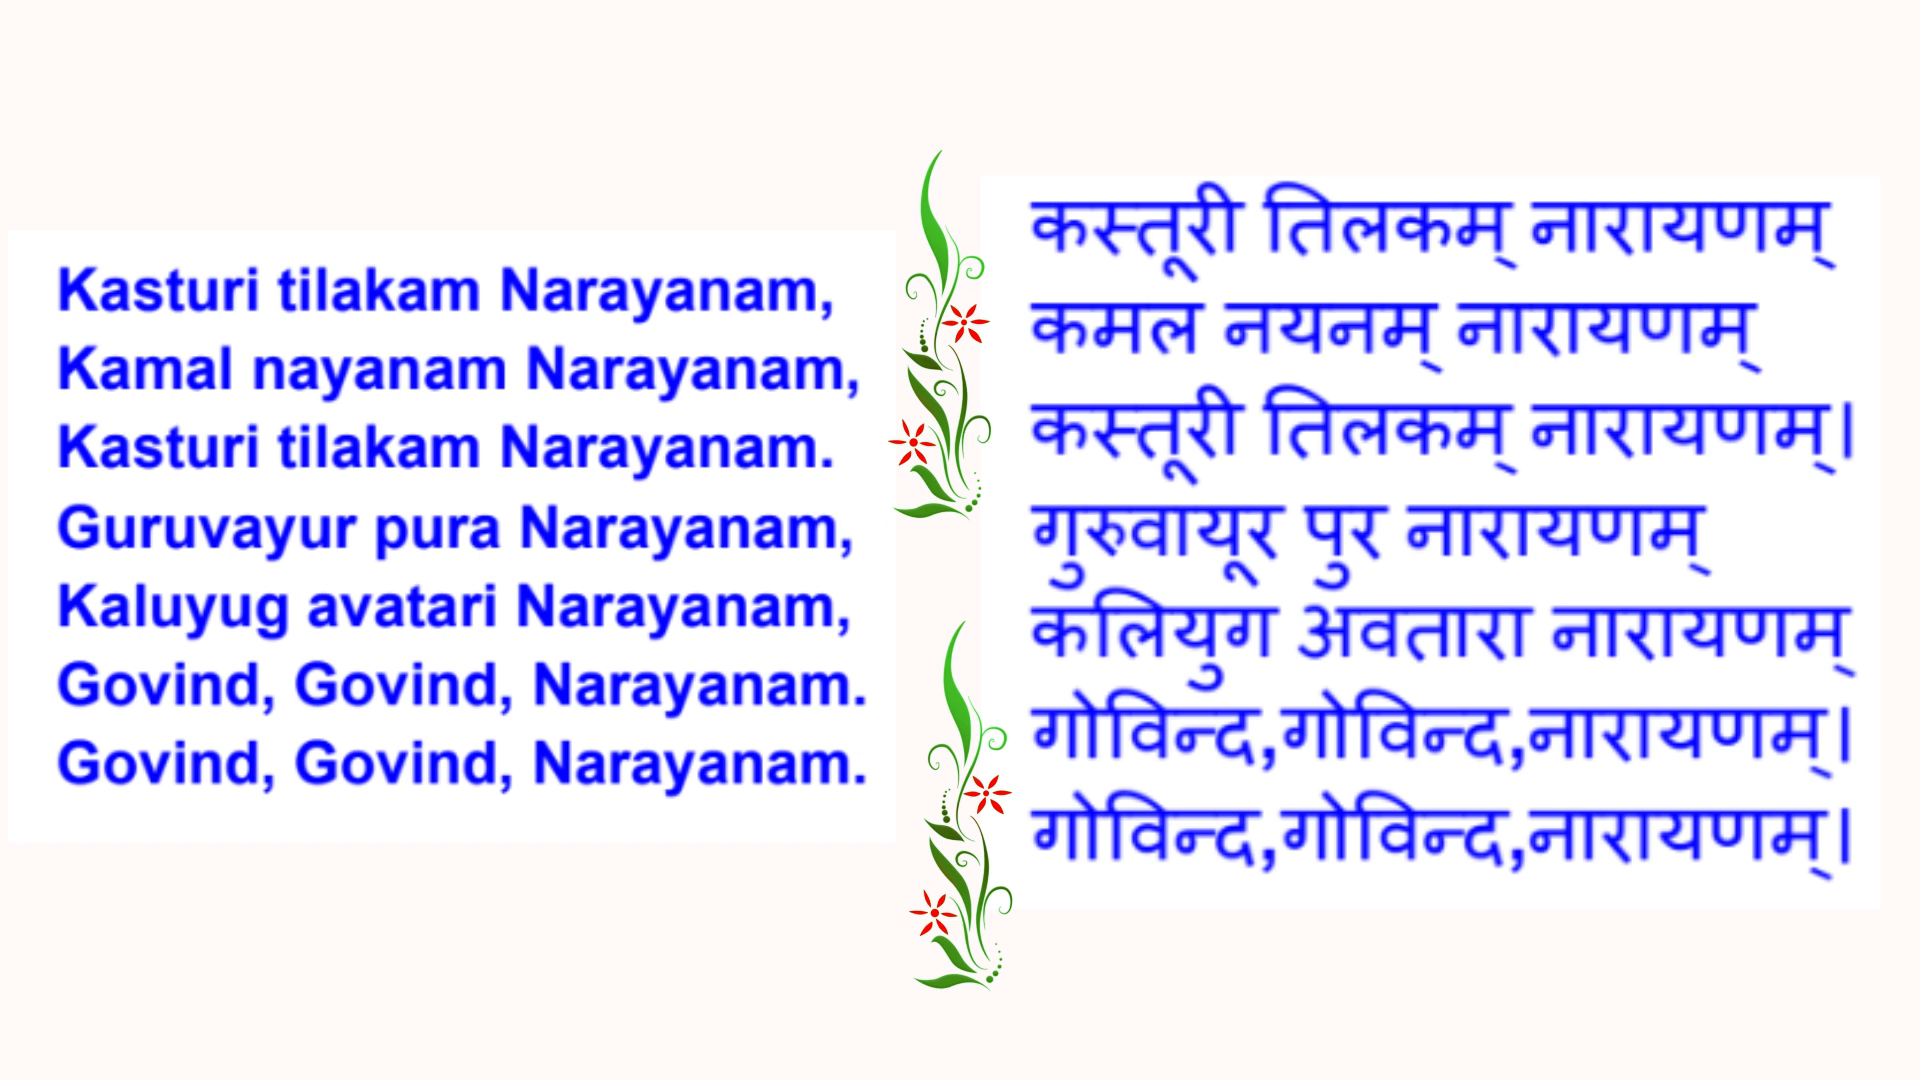 Kasturi tilakam Narayanam,
Kamal nayanam Narayanam,
Kasturi tilakam Narayanam.
Guruvayur pura Narayanam,
Kaluyug avatari Narayanam,
Govind, Govind, Narayanam.
Govind, Govind, Narayanam.
कस्तूरी तिलकम् नारायणम्
कमल नयनम् नारायणम्
कस्तूरी तिलकम् नारायणम्।
गुरुवायूर पुर नारायणम्
कलियुग अवतारा नारायणम्
गोविन्द,गोविन्द,नारायणम्।
गोविन्द,गोविन्द,नारायणम्।